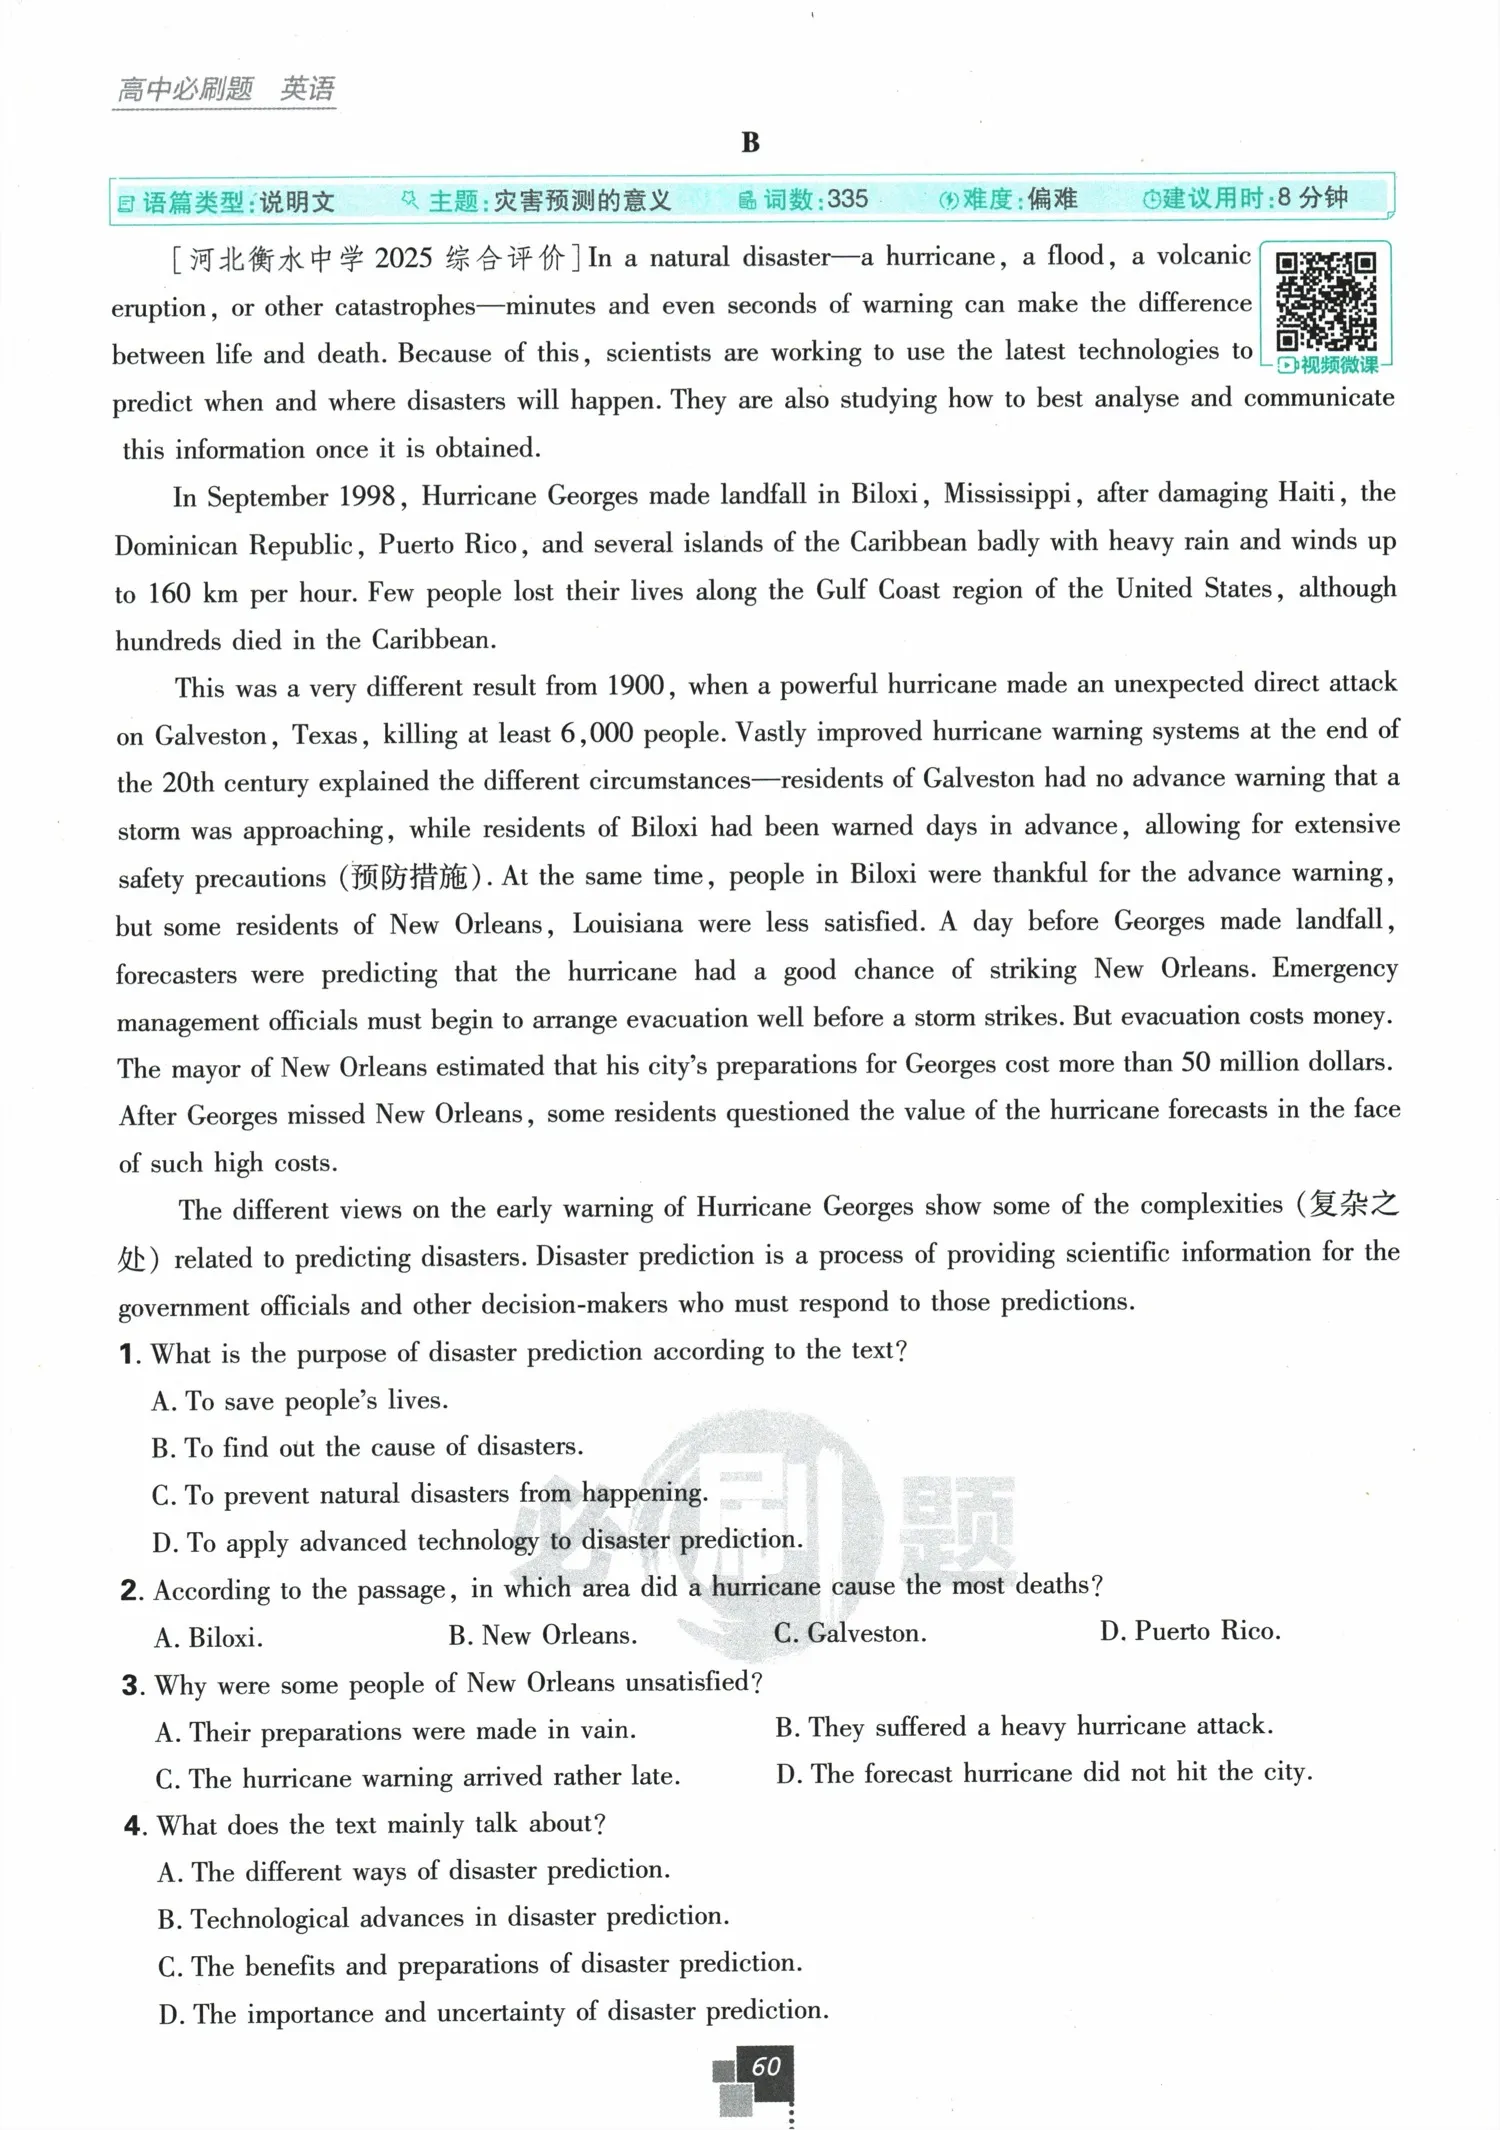 高中必刷题 英语
B
语篇类型:说明文 主题:灾害预测的意义 词数:335 难度:偏难 建议用时:8分钟
[河北衡水中学 2025 综合评价]In a natural disaster—a hurricane, a flood, a volcanic
eruption, or other catastrophes—minutes and even seconds of warning can make the difference
between life and death. Because of this, scientists are working to use the latest technologies to
视频微课
predict when and where disasters will happen. They are also studying how to best analyse and communicate
this information once it is obtained.
In September 1998, Hurricane Georges made landfall in Biloxi, Mississippi, after damaging Haiti, the
Dominican Republic, Puerto Rico, and several islands of the Caribbean badly with heavy rain and winds up
to 160 km per hour. Few people lost their lives along the Gulf Coast region of the United States, although
hundreds died in the Caribbean.
This was a very different result from 1900, when a powerful hurricane made an unexpected direct attack
on Galveston, Texas, killing at least 6,000 people. Vastly improved hurricane warning systems at the end of
the 20th century explained the different circumstances—residents of Galveston had no advance warning that a
storm was approaching, while residents of Biloxi had been warned days in advance, allowing for extensive
safety precautions (预防措施). At the same time, people in Biloxi were thankful for the advance warning,
but some residents of New Orleans, Louisiana were less satisfied. A day before Georges made landfall,
forecasters were predicting that the hurricane had a good chance of striking New Orleans. Emergency
management officials must begin to arrange evacuation well before a storm strikes. But evacuation costs money.
The mayor of New Orleans estimated that his city's preparations for Georges cost more than 50 million dollars.
After Georges missed New Orleans, some residents questioned the value of the hurricane forecasts in the face
of such high costs.
The different views on the early warning of Hurricane Georges show some of the complexities (复杂之
处) related to predicting disasters. Disaster prediction is a process of providing scientific information for the
government officials and other decision-makers who must respond to those predictions.
1. What is the purpose of disaster prediction according to the text?
A. To save people's lives.
B. To find out the cause of disasters.
C. To prevent natural disasters from happening.
D. To apply advanced technology to disaster prediction.
必刷题
2. According to the passage, in which area did a hurricane cause the most deaths?
A. Biloxi. B. New Orleans. C. Galveston. D. Puerto Rico.
3. Why were some people of New Orleans unsatisfied?
A. Their preparations were made in vain. B. They suffered a heavy hurricane attack.
C. The hurricane warning arrived rather late. D. The forecast hurricane did not hit the city.
4. What does the text mainly talk about?
A. The different ways of disaster prediction.
B. Technological advances in disaster prediction.
C. The benefits and preparations of disaster prediction.
D. The importance and uncertainty of disaster prediction.
60